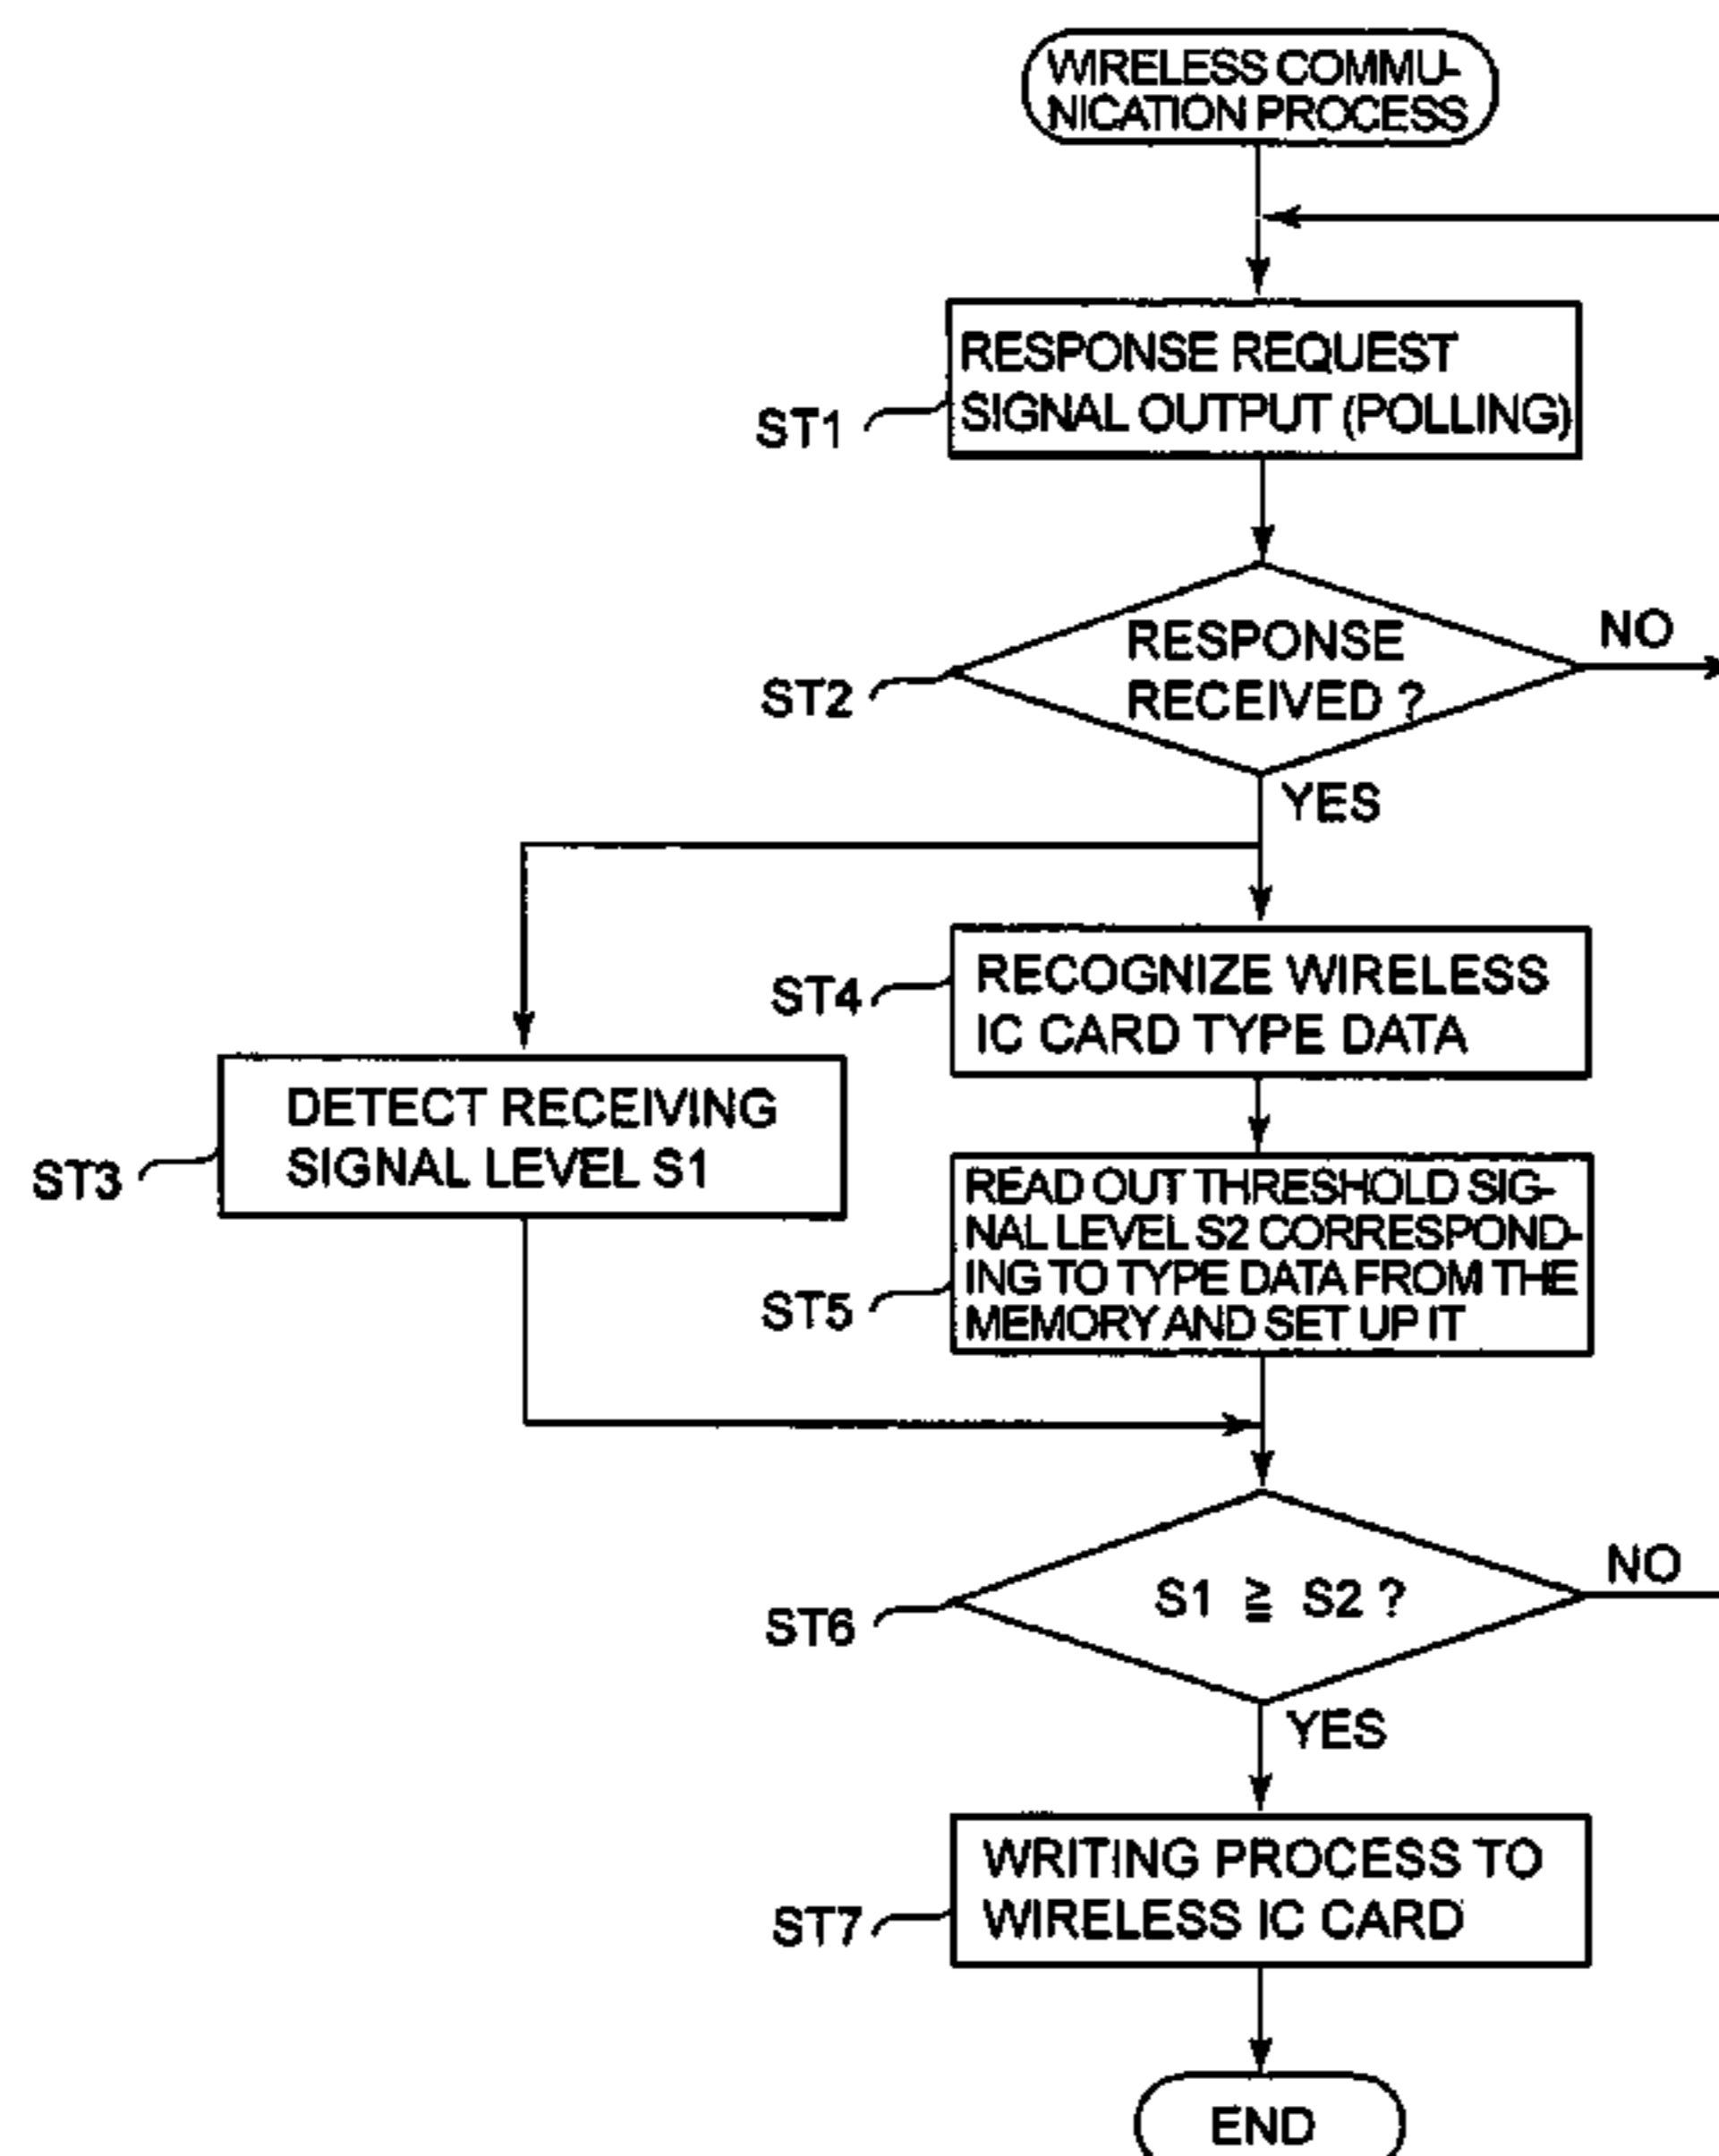 WIRELESS COMMU-
NICATION PROCESS
RESPONSE REQUEST
SIGNAL OUTPUT (POLLING)
ST1
RESPONSE
RECEIVED ?
NO
ST2
YES
RECOGNIZE WIRELESS
IC CARD TYPE DATA
ST4
DETECT RECEIVING
SIGNAL LEVEL S1
ST3
READ OUT THRESHOLD SIG-
NAL LEVEL S2 CORRESPOND-
ING TO TYPE DATA FROM THE
MEMORY AND SET UP IT
ST5
S1 ≧ S2 ?
NO
ST6
YES
WRITING PROCESS TO
WIRELESS IC CARD
ST7
END